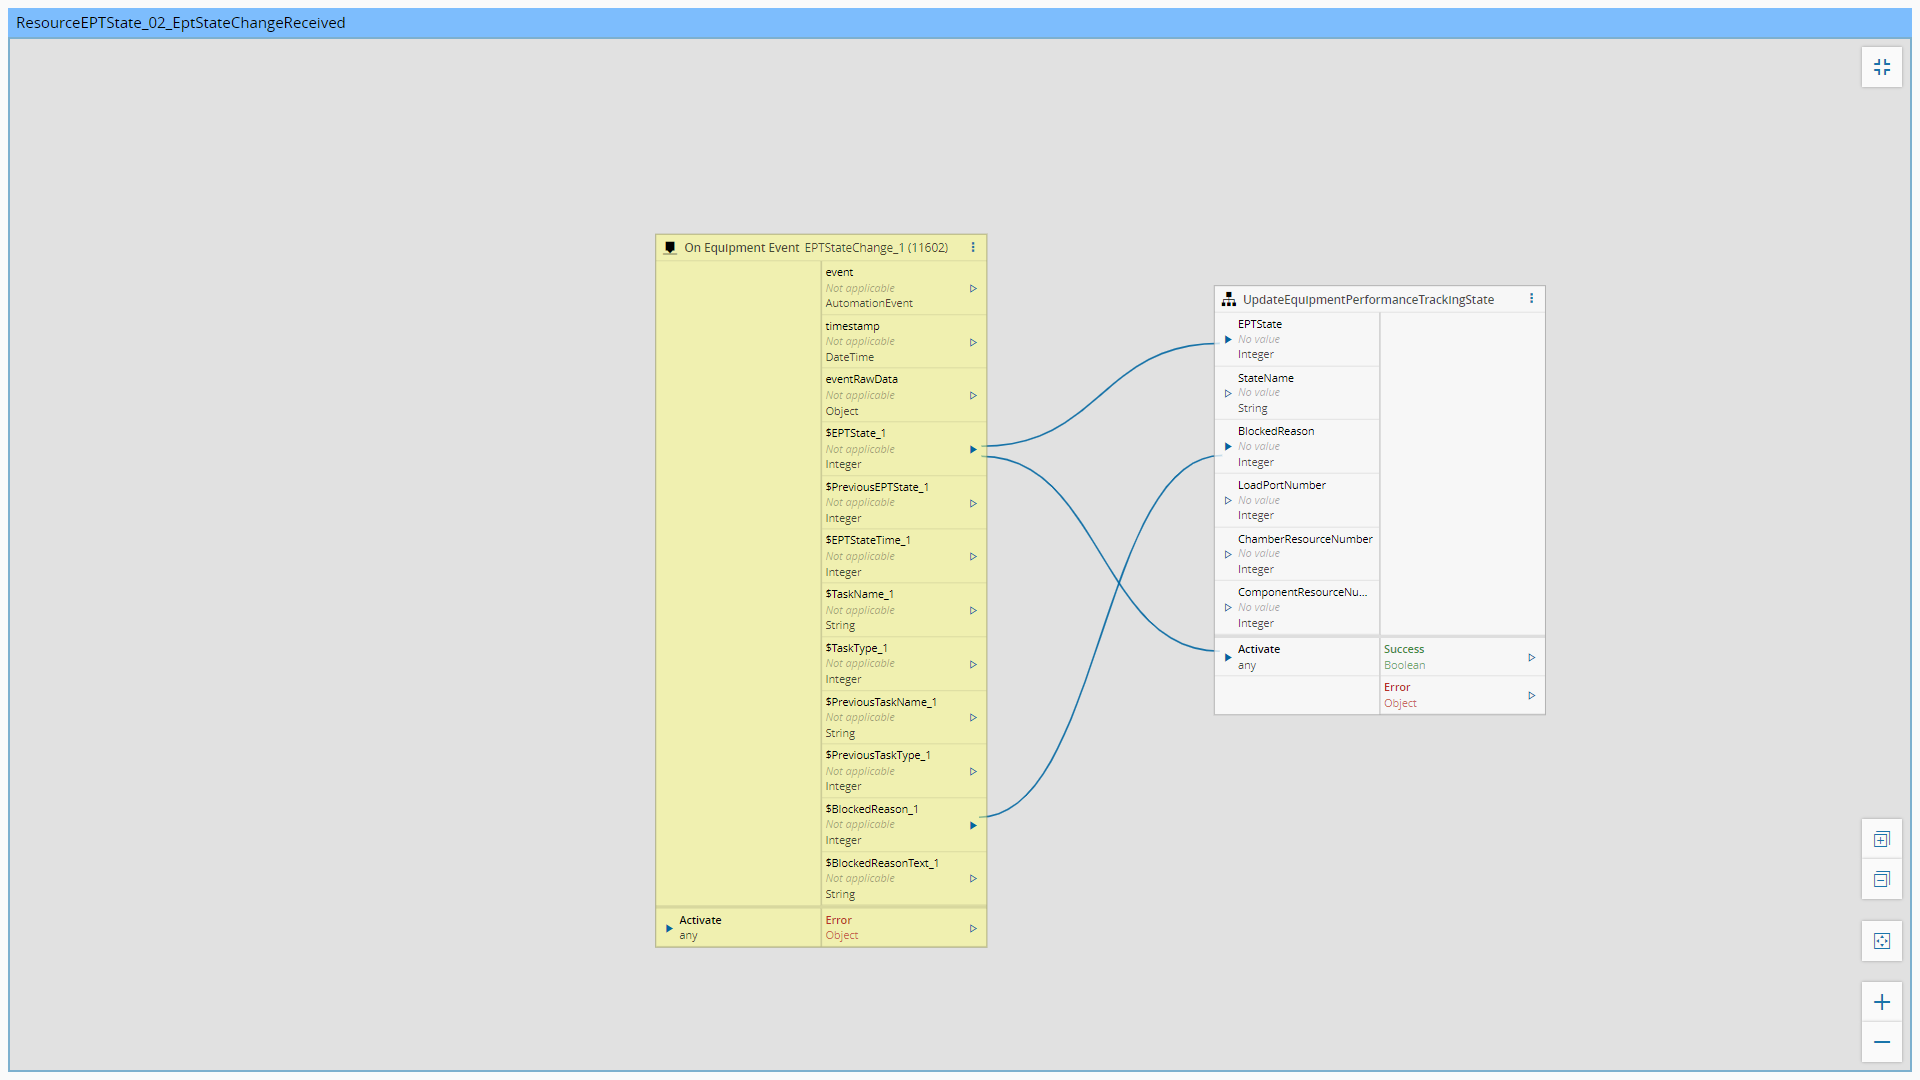 ResourceEPTState_02_EptStateChangeReceived
On Equipment Event EPTStateChange_1 (11602)
event
Not applicable
AutomationEvent
timestamp
Not applicable
DateTime
eventRawData
Not applicable
Object
$EPTState_1
Not applicable
Integer
$PreviousEPTState_1
Not applicable
Integer
$EPTStateTime_1
Not applicable
Integer
$TaskName_1
Not applicable
String
$TaskType_1
Not applicable
Integer
$PreviousTaskName_1
Not applicable
String
$PreviousTaskType_1
Not applicable
Integer
$BlockedReason_1
Not applicable
Integer
$BlockedReasonText_1
Not applicable
String
Activate
any
Error
Object
UpdateEquipmentPerformanceTrackingState
EPTState
No value
Integer
StateName
No value
String
BlockedReason
No value
Integer
LoadPortNumber
No value
Integer
ChamberResourceNumber
No value
Integer
ComponentResourceNu...
No value
Integer
Activate
any
Success
Boolean
Error
Object